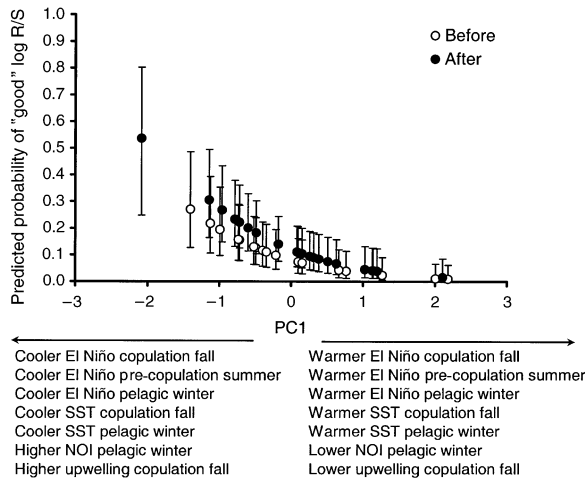 Predicted probability of "good" log R/S
1.0
0.9
0.8
0.7
0.6
0.5
0.4
0.3
0.2
0.1
0.0
Before
After
−3
−2
−1
0
1
2
3
PC1
Cooler El Niño copulation fall
Cooler El Niño pre-copulation summer
Cooler El Niño pelagic winter
Cooler SST copulation fall
Cooler SST pelagic winter
Higher NOI pelagic winter
Higher upwelling copulation fall
Warmer El Niño copulation fall
Warmer El Niño pre-copulation summer
Warmer El Niño pelagic winter
Warmer SST copulation fall
Warmer SST pelagic winter
Lower NOI pelagic winter
Lower upwelling copulation fall